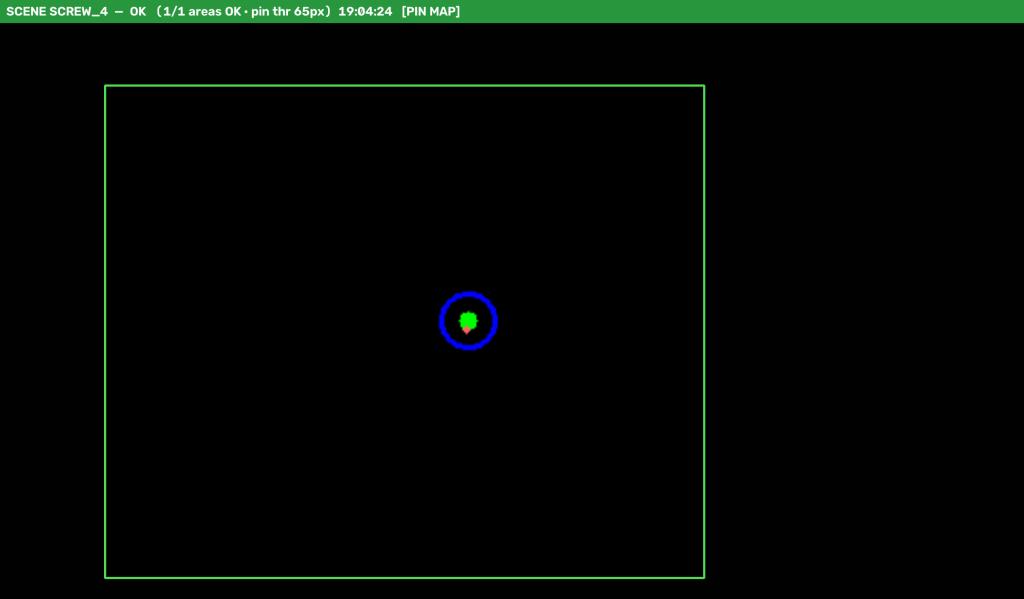 SCENE SCREW_4 — OK (1/1 areas OK · pin thr 65px) 19:04:24 [PIN MAP]